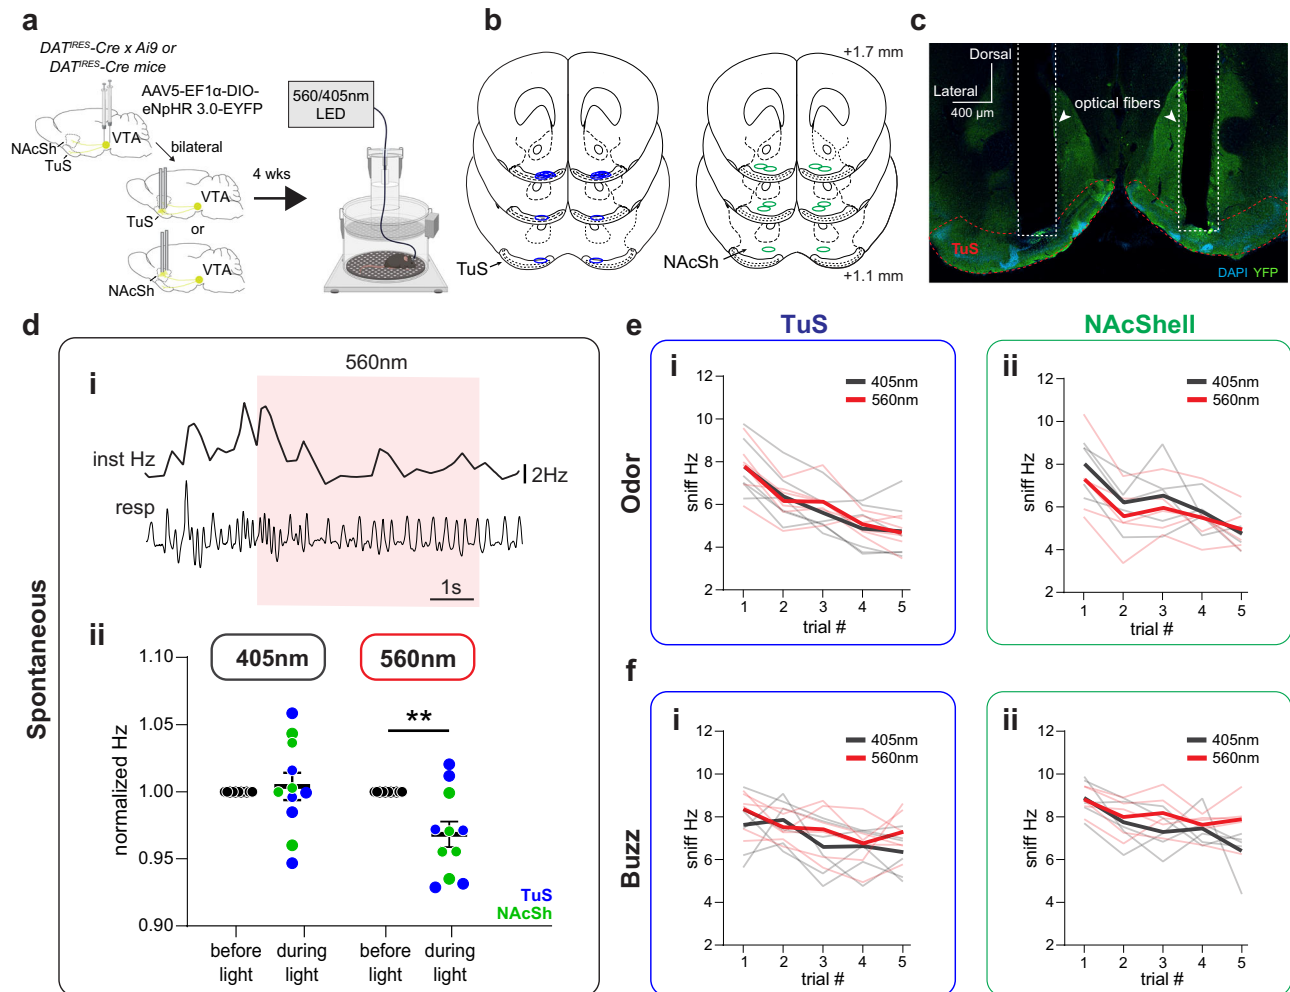 a
DAT^IRES-Cre x Ai9 or
DAT^IRES-Cre mice
AAV5-EF1α-DIO-
eNpHR 3.0-EYFP
VTA
NAcSh
TuS
bilateral
VTA
TuS
or
VTA
NAcSh
4 wks
560/405nm
LED
b
+1.7 mm
TuS
NAcSh
+1.1 mm
c
Dorsal
Lateral
400 µm
optical fibers
TuS
DAPI YFP
d
Spontaneous
i
560nm
inst Hz
2Hz
resp
1s
ii
405nm
560nm
**
normalized Hz
1.10
1.05
1.00
0.95
0.90
TuS
NAcSh
before
light
during
light
before
light
during
light
e
TuS
NAcShell
Odor
i
405nm
560nm
sniff Hz
12
10
8
6
4
2
1 2 3 4 5
trial #
ii
405nm
560nm
sniff Hz
12
10
8
6
4
2
1 2 3 4 5
trial #
f
Buzz
i
405nm
560nm
sniff Hz
12
10
8
6
4
2
1 2 3 4 5
trial #
ii
405nm
560nm
sniff Hz
12
10
8
6
4
2
1 2 3 4 5
trial #